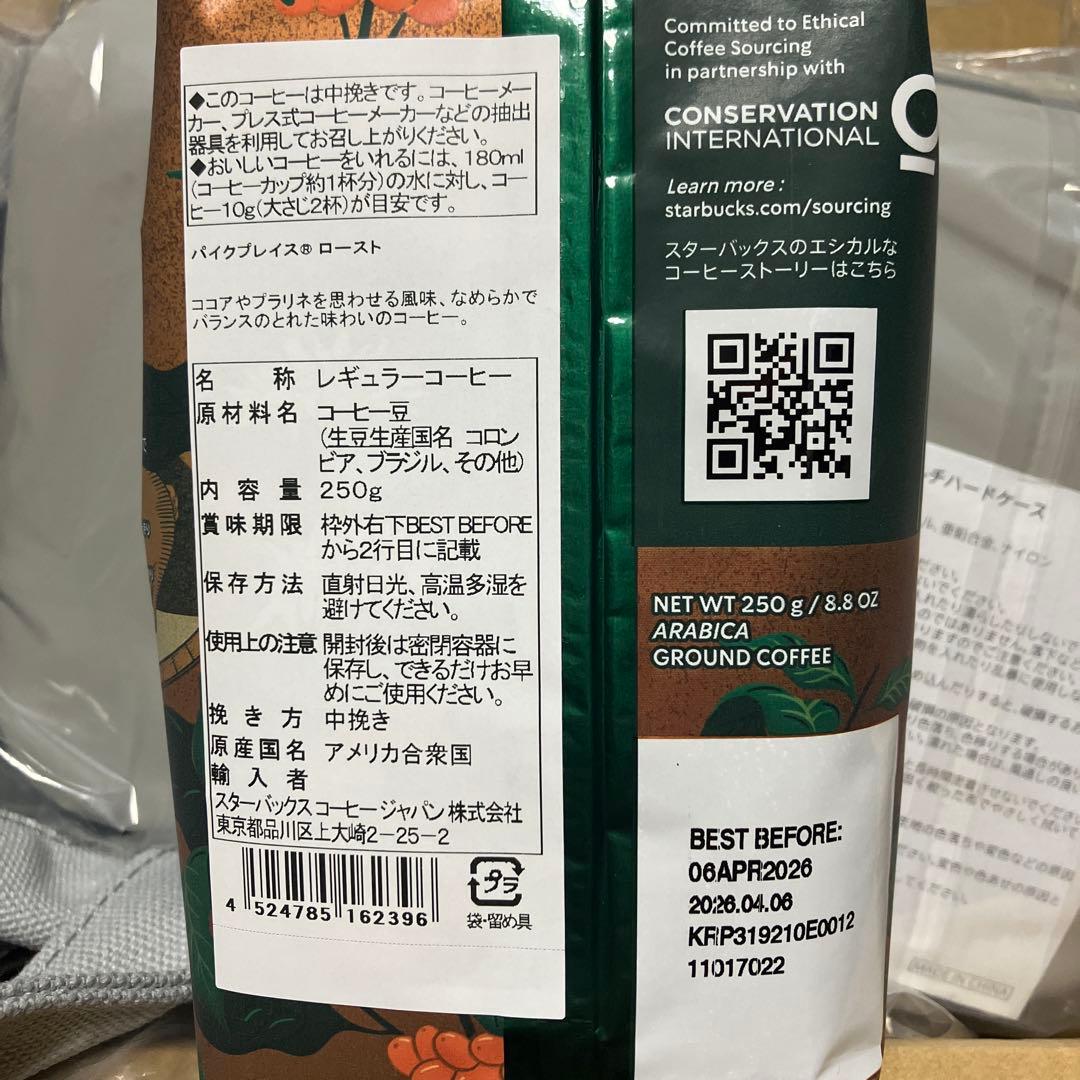 ◆このコーヒーは中挽きです。コーヒーメー
カー、プレス式コーヒーメーカーなどの抽出
器具を利用してお召し上がりください。
◆おいしいコーヒーをいれるには、180ml
(コーヒーカップ約1杯分)の水に対し、コー
ヒー10g(大さじ2杯)が目安です。
パイクプレイス® ロースト
ココアやプラリネを思わせる風味、なめらかで
バランスのとれた味わいのコーヒー。
名称 レギュラーコーヒー
原材料名 コーヒー豆
(生豆生産国名 コロン
ビア、ブラジル、その他)
内容量 250g
賞味期限 枠外右下BEST BEFORE
から2行目に記載
保存方法 直射日光、高温多湿を
避けてください。
使用上の注意 開封後は密閉容器に
保存し、できるだけお早
めにご使用ください。
挽き方 中挽き
原産国名 アメリカ合衆国
輸入者
スターバックス コーヒー ジャパン 株式会社
東京都品川区上大崎2-25-2
4 524785 162396
プラ
袋・留め具
Committed to Ethical
Coffee Sourcing
in partnership with
CONSERVATION
INTERNATIONAL
Learn more :
starbucks.com/sourcing
スターバックスのエシカルな
コーヒーストーリーはこちら
NET WT 250 g / 8.8 OZ
ARABICA
GROUND COFFEE
BEST BEFORE:
06APR2026
2026.04.06
KRP319210E0012
11017022
チハードケース
亜鉛合金、ナイロン
MADE IN CHINA